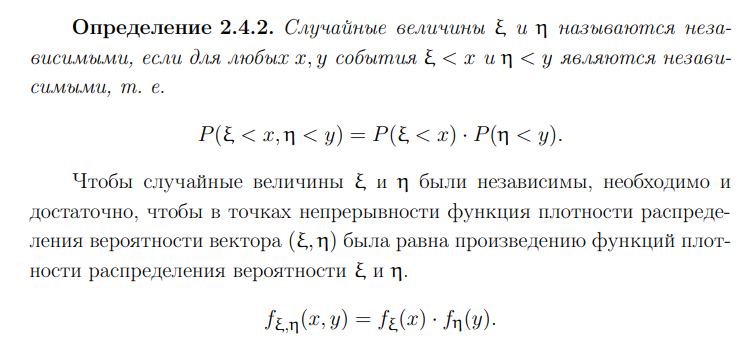 Определение 2.4.2. Случайные величины ξ и η называются неза-
висимыми, если для любых x, y события ξ < x и η < y являются незави-
симыми, т. е.
P(ξ < x, η < y) = P(ξ < x) · P(η < y).
Чтобы случайные величины ξ и η были независимы, необходимо и
достаточно, чтобы в точках непрерывности функция плотности распреде-
ления вероятности вектора (ξ, η) была равна произведению функций плот-
ности распределения вероятности ξ и η.
f_{ξ,η}(x, y) = f_ξ(x) · f_η(y).